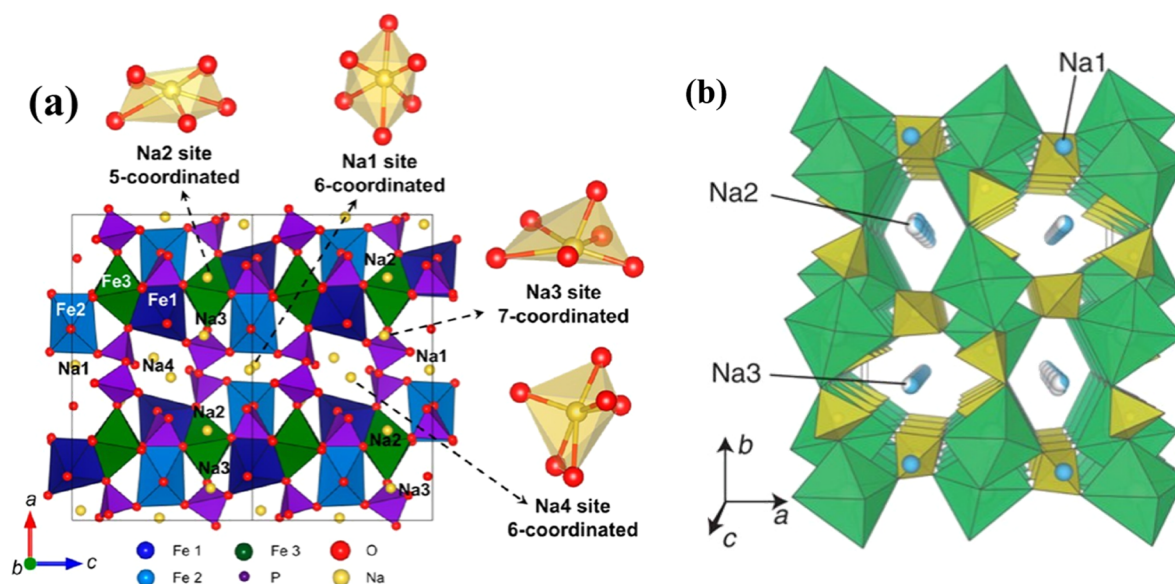 (a)
Na2 site
5-coordinated
Na1 site
6-coordinated
Na3 site
7-coordinated
Na4 site
6-coordinated
Na2
Fe3
Fe1
Fe2
Na3
Na1
Na4
Na1
Na2
Na2
Na3
Na3
a
b
c
Fe 1
Fe 3
O
Fe 2
P
Na
(b)
Na1
Na2
Na3
b
a
c